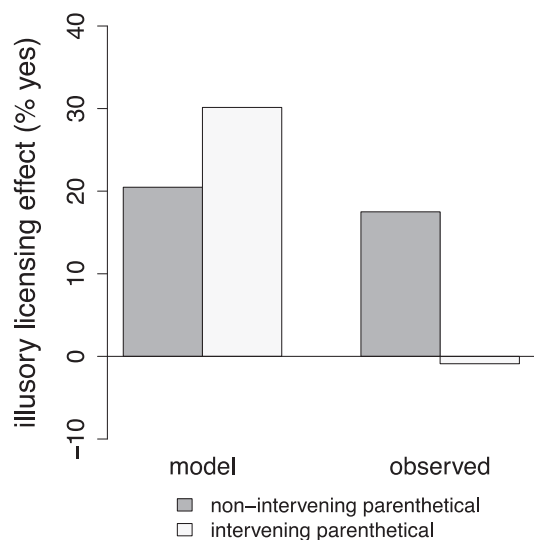 illusory licensing effect (% yes)
40
30
20
10
0
−10
model observed
non−intervening parenthetical
intervening parenthetical